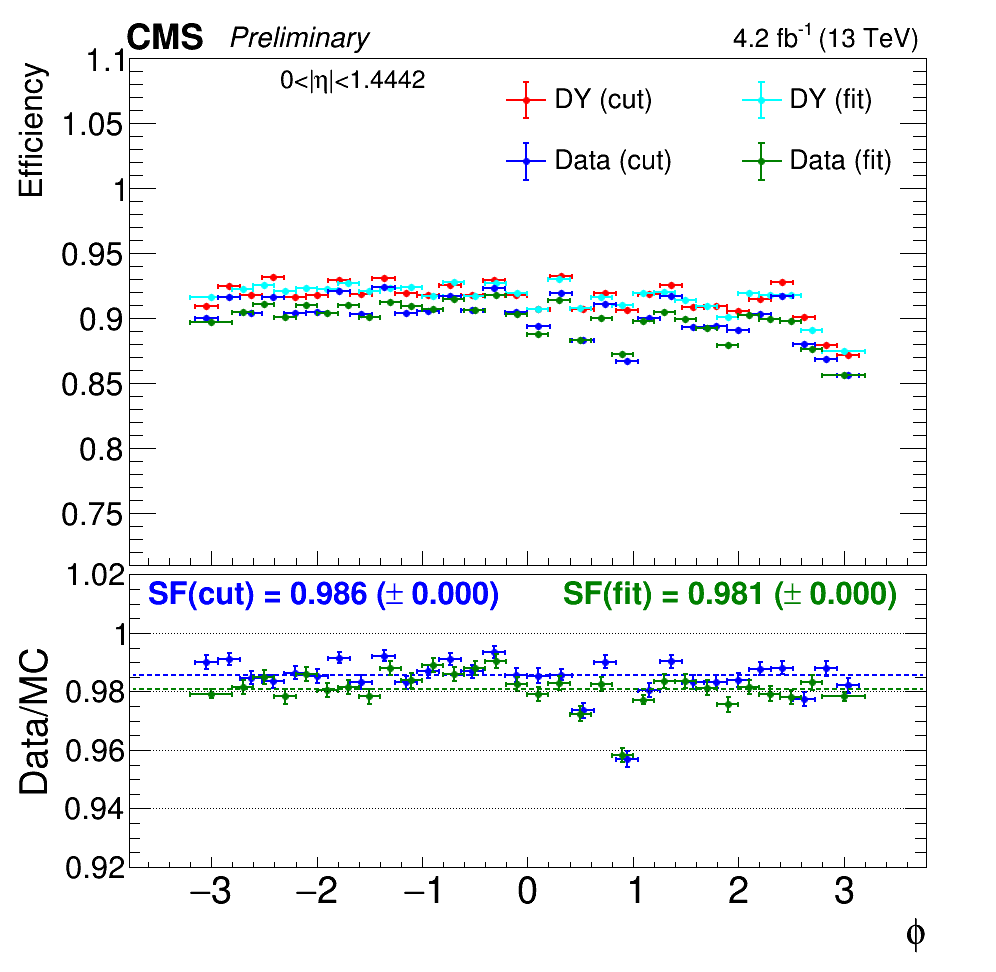 CMS Preliminary 4.2 fb-1 (13 TeV)
Efficiency
0<|η|<1.4442
DY (cut) DY (fit)
Data (cut) Data (fit)
1.1
1.05
1
0.95
0.9
0.85
0.8
0.75
SF(cut) = 0.986 (± 0.000) SF(fit) = 0.981 (± 0.000)
Data/MC
1.02
1
0.98
0.96
0.94
0.92
−3 −2 −1 0 1 2 3
ϕ